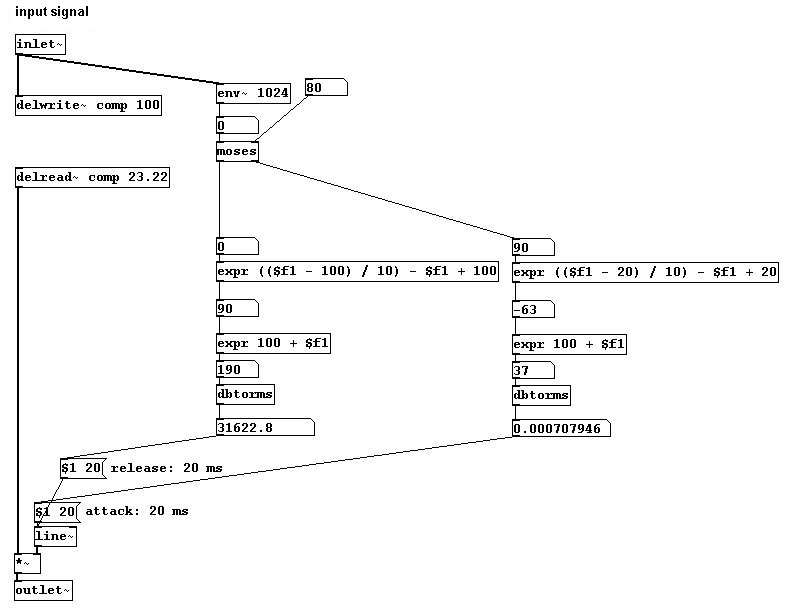 input signal
inlet~
env~ 1024
80
delwrite~ comp 100
0
moses
delread~ comp 23.22
0
90
expr (($f1 - 100) / 10) - $f1 + 100
expr (($f1 - 20) / 10) - $f1 + 20
90
-63
expr 100 + $f1
expr 100 + $f1
190
37
dbtorms
dbtorms
31622.8
0.000707946
$1 20
release: 20 ms
$1 20
attack: 20 ms
line~
*~
outlet~